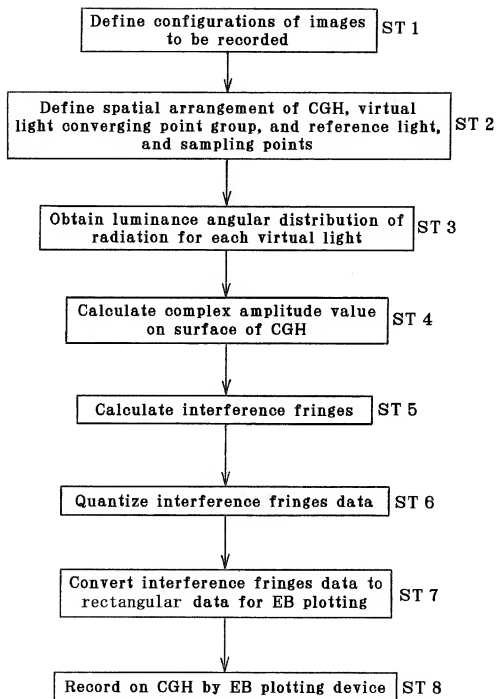 Define configurations of images
to be recorded
ST 1
Define spatial arrangement of CGH, virtual
light converging point group, and reference light,
and sampling points
ST 2
Obtain luminance angular distribution of
radiation for each virtual light
ST 3
Calculate complex amplitude value
on surface of CGH
ST 4
Calculate interference fringes
ST 5
Quantize interference fringes data
ST 6
Convert interference fringes data to
rectangular data for EB plotting
ST 7
Record on CGH by EB plotting device
ST 8